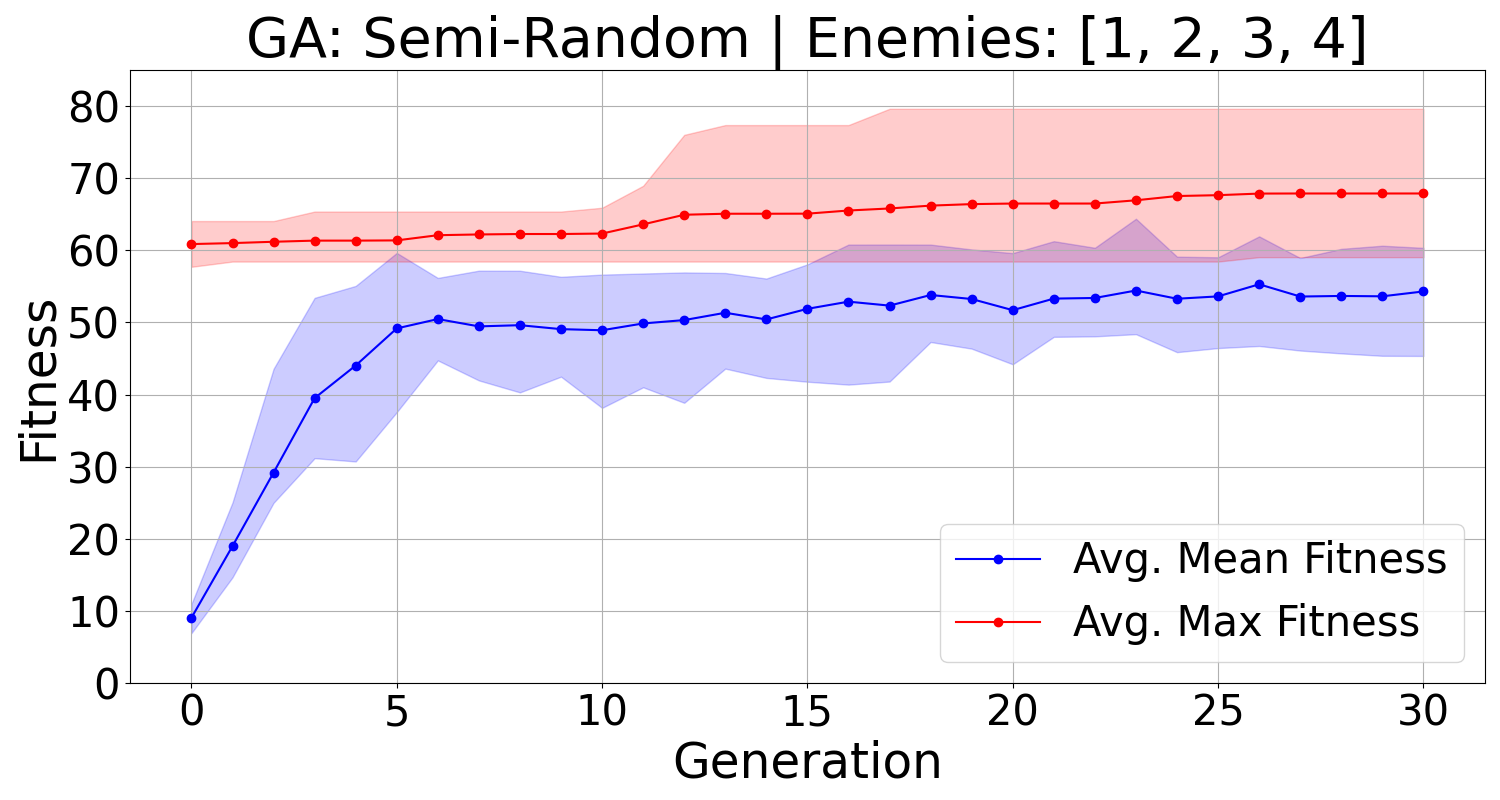 GA: Semi-Random | Enemies: [1, 2, 3, 4]
80
70
60
50
40
30
20
10
0
Fitness
Avg. Mean Fitness
Avg. Max Fitness
0 5 10 15 20 25 30
Generation